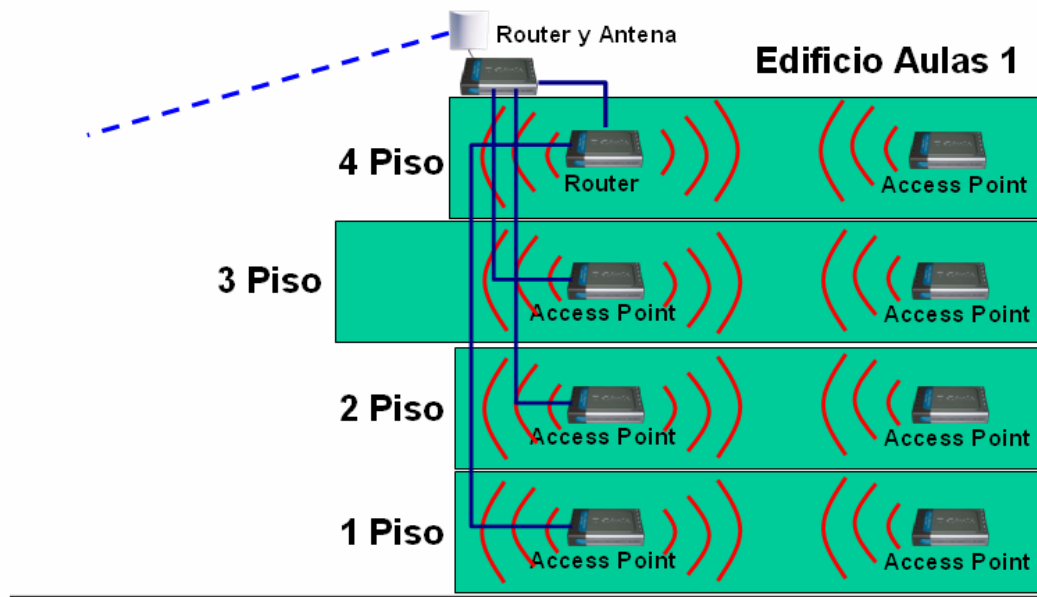 Router y Antena
Edificio Aulas 1
4 Piso
Router
Access Point
3 Piso
Access Point
Access Point
2 Piso
Access Point
Access Point
1 Piso
Access Point
Access Point